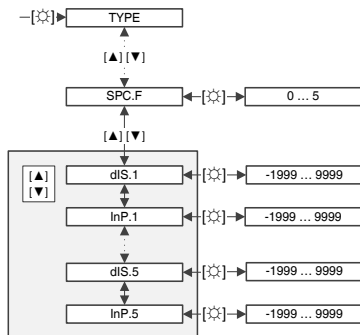 [☼] TYPE
[▲] [▼]
SPC.F [☼] 0 … 5
[▲] [▼]
[▲]
[▼]
dIS.1 [☼] -1999 … 9999
InP.1 [☼] -1999 … 9999
dIS.5 [☼] -1999 … 9999
InP.5 [☼] -1999 … 9999